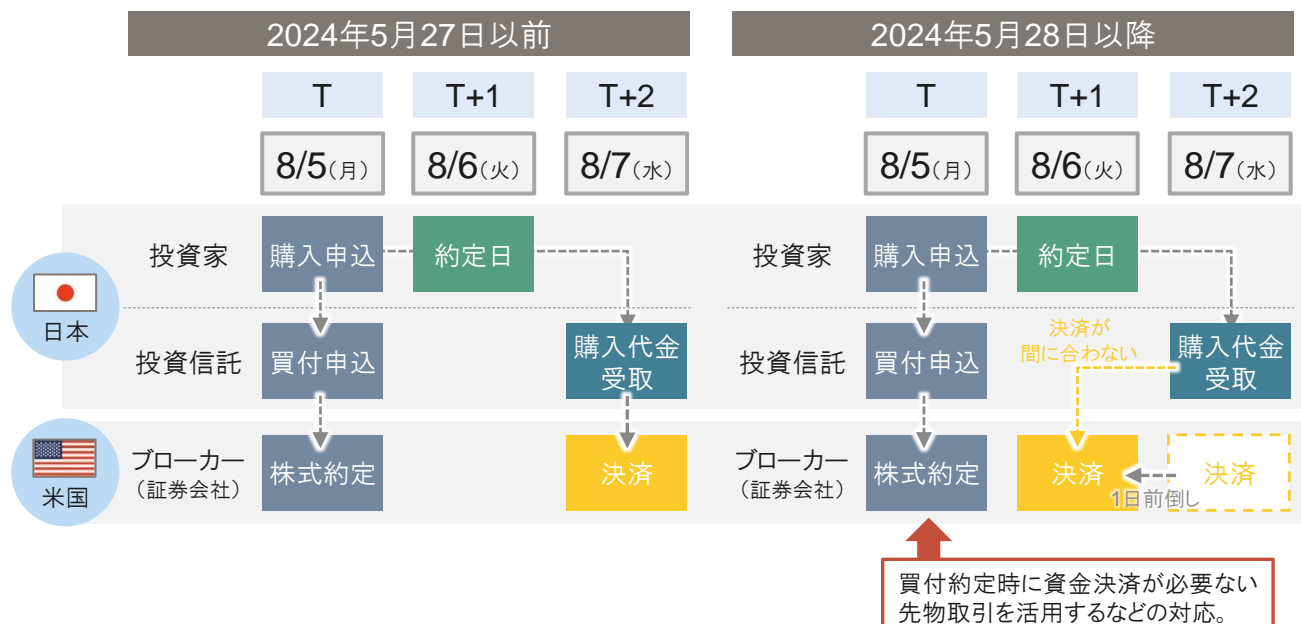 2024年5月27日以前
2024年5月28日以降
T
T+1
T+2
T
T+1
T+2
8/5(月)
8/6(火)
8/7(水)
8/5(月)
8/6(火)
8/7(水)
日本
投資家
購入申込
約定日
投資家
購入申込
約定日
投資信託
買付申込
購入代金
受取
投資信託
買付申込
決済が
間に合わない
購入代金
受取
米国
ブローカー
(証券会社)
株式約定
決済
ブローカー
(証券会社)
株式約定
決済
決済
1日前倒し
買付約定時に資金決済が必要ない
先物取引を活用するなどの対応。